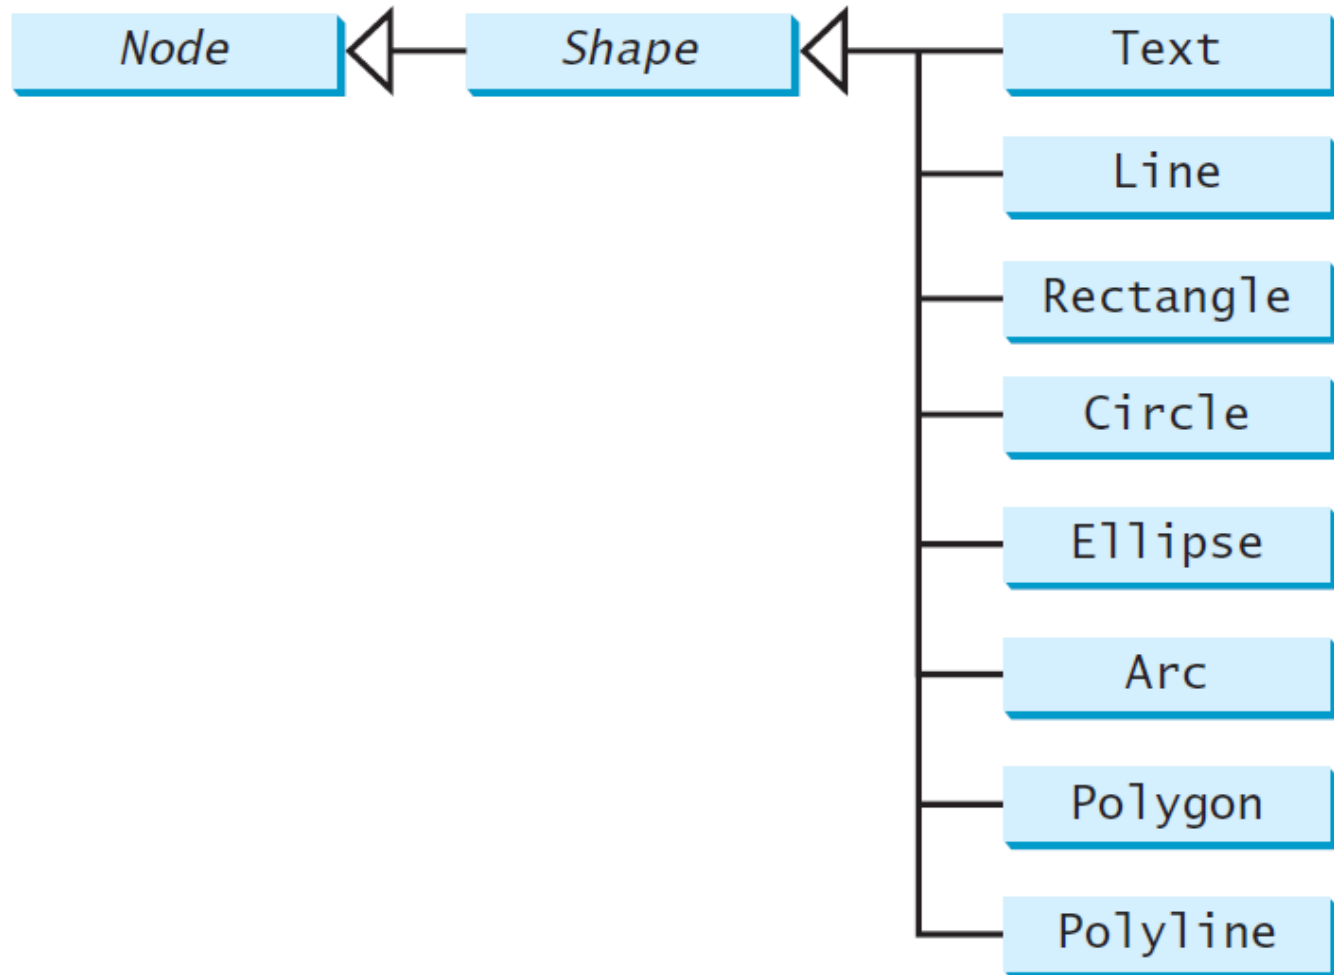 Node
Shape
Text
Line
Rectangle
Circle
Ellipse
Arc
Polygon
Polyline